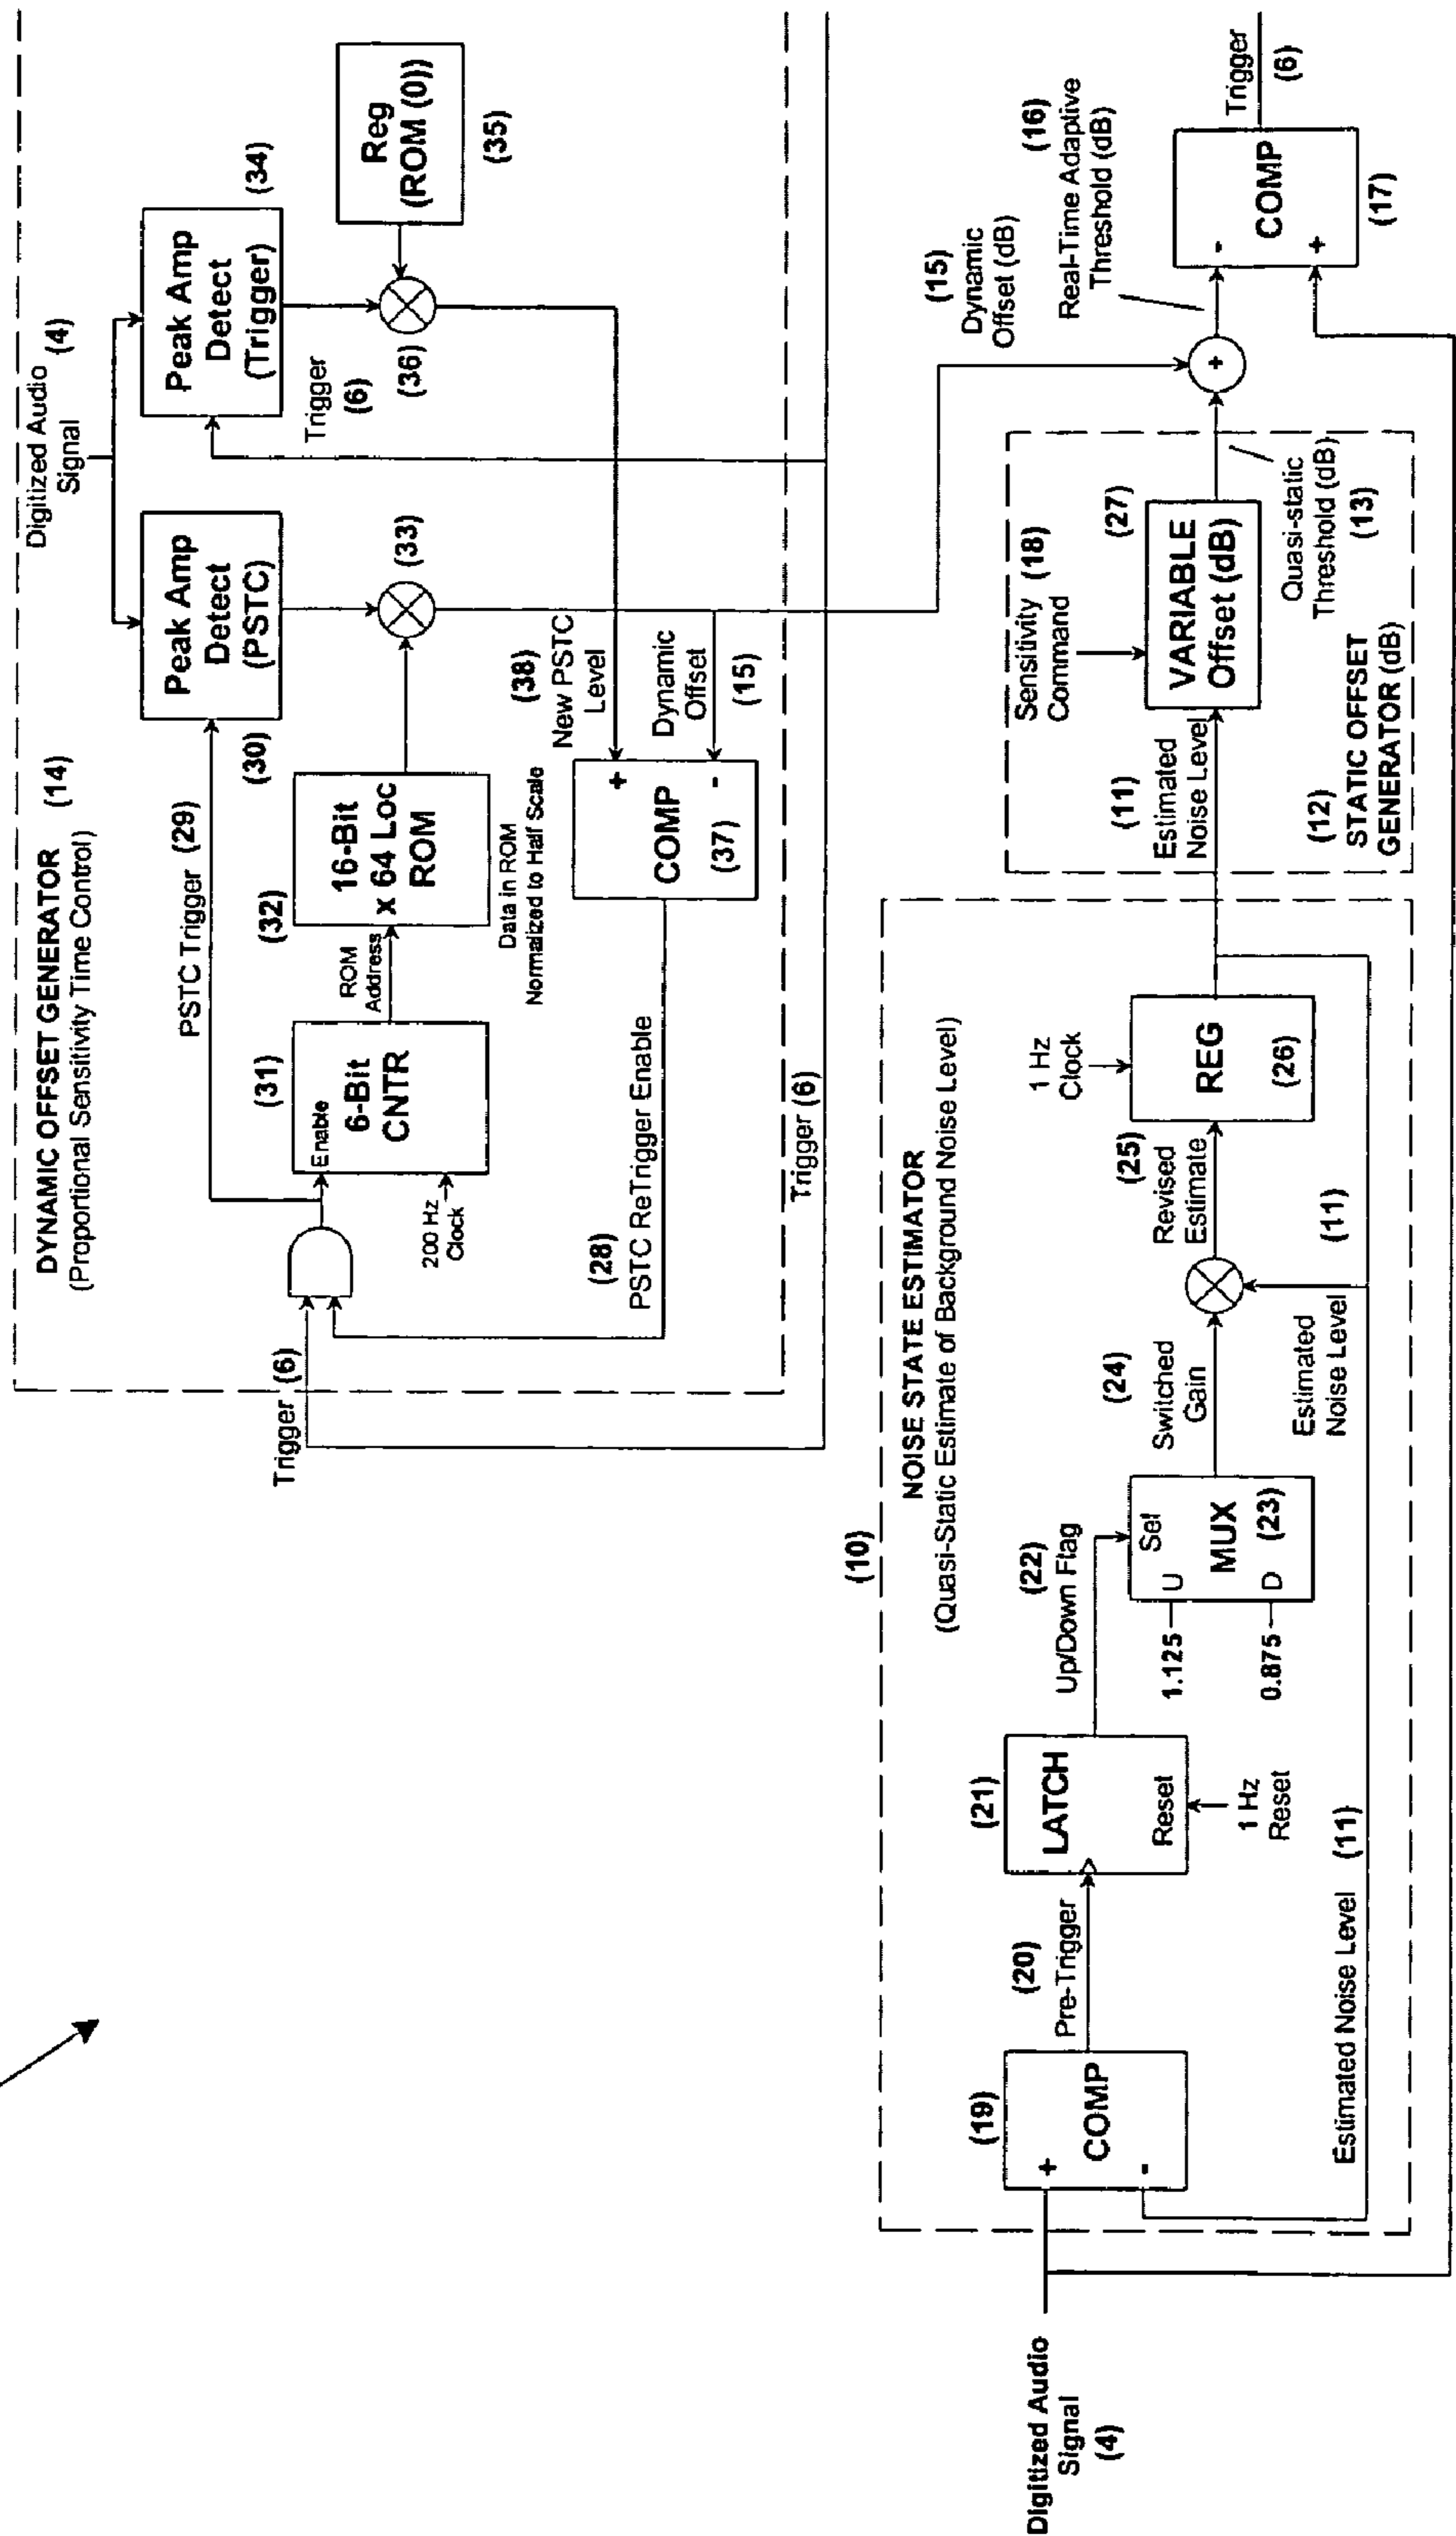 DYNAMIC OFFSET GENERATOR (14)
(Proportional Sensitivity Time Control)
Digitized Audio
Signal (4)
PSTC Trigger (29)
(30)
Peak Amp
Detect
(PSTC)
Peak Amp
Detect
(Trigger)
(34)
Trigger (6)
(31)
Enable
6-Bit
CNTR
200 Hz
Clock
ROM
Address
(32)
16-Bit
x 64 Loc
ROM
Data in ROM
Normalized to Half Scale
(33)
Trigger
(6)
(36)
Reg
(ROM (0))
(35)
(38)
New PSTC
Level
Dynamic
Offset
(15)
+
-
COMP
(37)
(28)
PSTC ReTrigger Enable
Trigger (6)
(10)
NOISE STATE ESTIMATOR
(Quasi-Static Estimate of Background Noise Level)
Digitized Audio
Signal
(4)
(19)
+
-
COMP
(20)
Pre-Trigger
(21)
LATCH
Reset
1 Hz
Reset
(22)
Up/Down Flag
1.125
0.875
U
D
Sel
MUX
(23)
(24)
Switched
Gain
(25)
Revised
Estimate
Estimated
Noise Level
(11)
1 Hz
Clock
REG
(26)
Estimated Noise Level (11)
(11)
Estimated
Noise Level
(12)
STATIC OFFSET
GENERATOR (dB)
Sensitivity (18)
Command
VARIABLE
Offset (dB)
(27)
Quasi-static
Threshold (dB)
(13)
(15)
Dynamic
Offset (dB)
+
(16)
Real-Time Adaptive
Threshold (dB)
-
+
COMP
(17)
Trigger
(6)